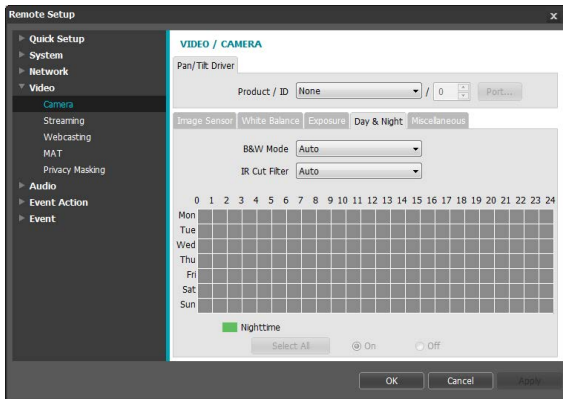 Remote Setup x
Quick Setup
System
Network
Video
Camera
Streaming
Webcasting
MAT
Privacy Masking
Audio
Event Action
Event
VIDEO / CAMERA
Pan/Tilt Driver
Product / ID None / 0 Port...
Image Sensor White Balance Exposure Day & Night Miscellaneous
B&W Mode Auto
IR Cut Filter Auto
0 1 2 3 4 5 6 7 8 9 10 11 12 13 14 15 16 17 18 19 20 21 22 23 24
Mon
Tue
Wed
Thu
Fri
Sat
Sun
Nighttime
Select All On Off
OK Cancel Apply